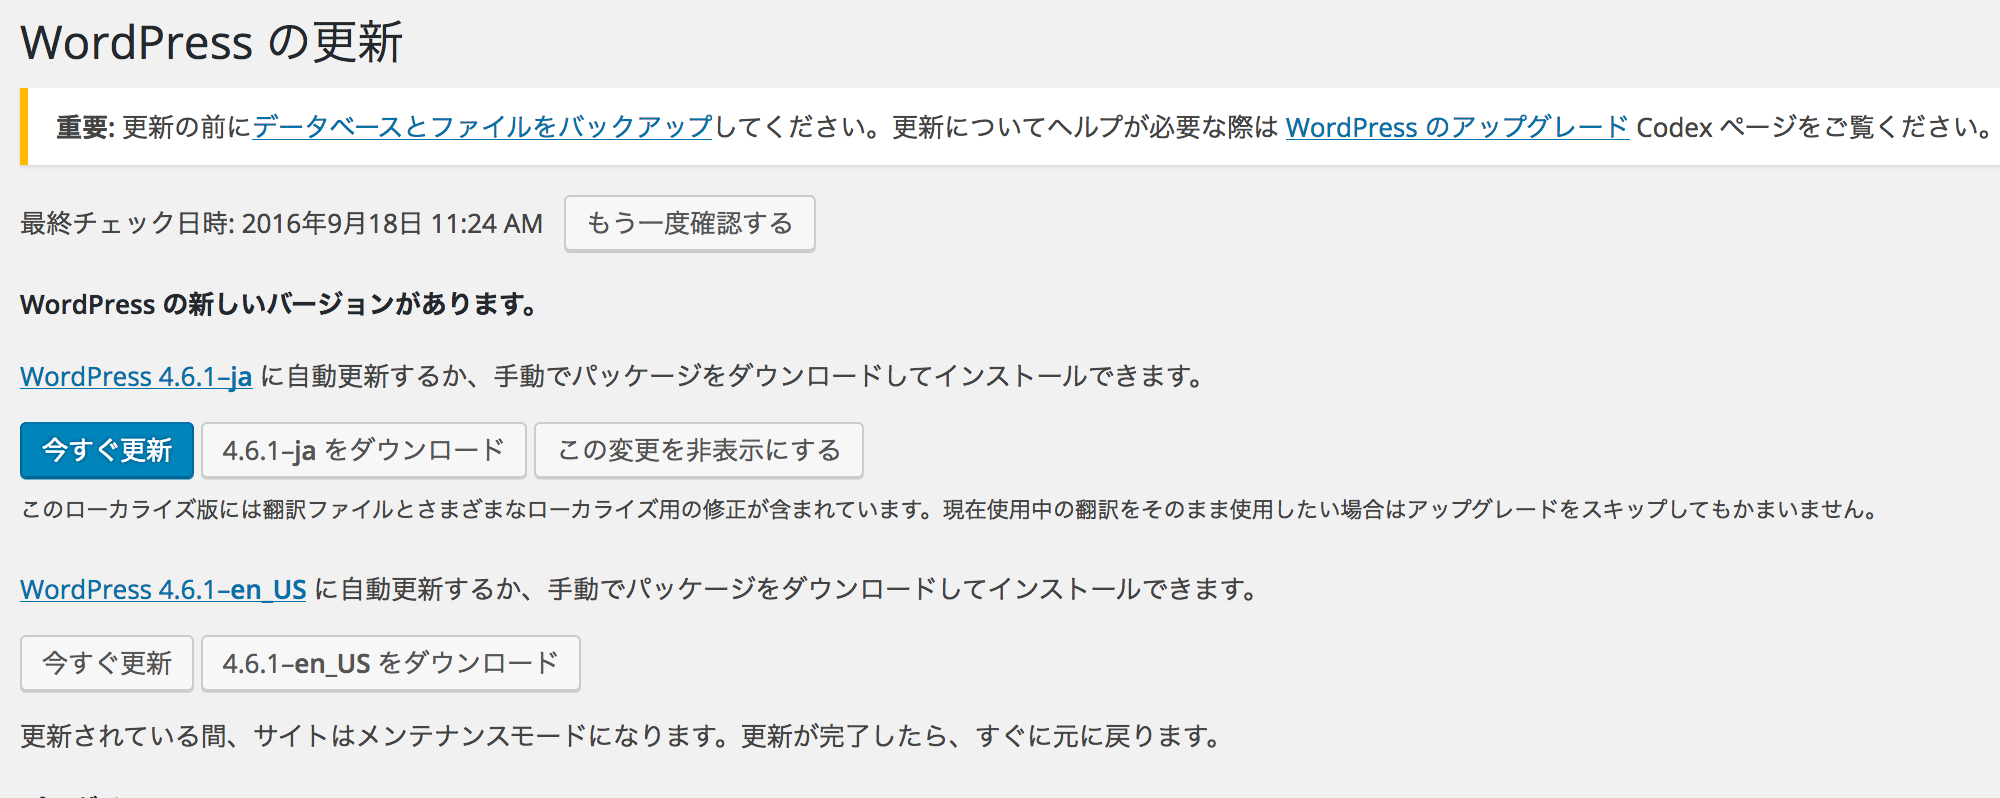 WordPress の更新
重要: 更新の前にデータベースとファイルをバックアップしてください。更新についてヘルプが必要な際は WordPress のアップグレード Codex ページをご覧ください。
最終チェック日時: 2016年9月18日 11:24 AM もう一度確認する
WordPress の新しいバージョンがあります。
WordPress 4.6.1–ja に自動更新するか、手動でパッケージをダウンロードしてインストールできます。
今すぐ更新 4.6.1–ja をダウンロード この変更を非表示にする
このローカライズ版には翻訳ファイルとさまざまなローカライズ用の修正が含まれています。現在使用中の翻訳をそのまま使用したい場合はアップグレードをスキップしてもかまいません。
WordPress 4.6.1–en_US に自動更新するか、手動でパッケージをダウンロードしてインストールできます。
今すぐ更新 4.6.1–en_US をダウンロード
更新されている間、サイトはメンテナンスモードになります。更新が完了したら、すぐに元に戻ります。